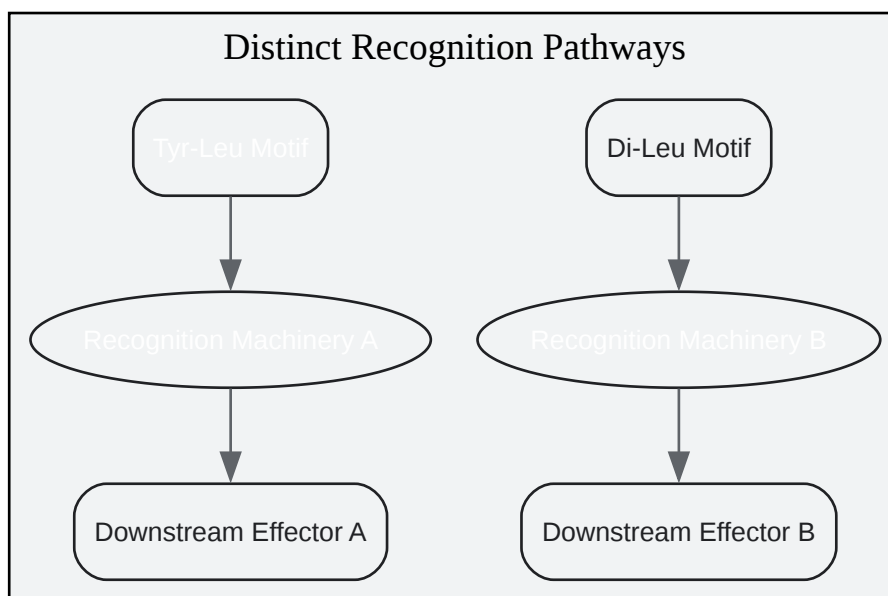 Distinct Recognition Pathways
Tyr-Leu Motif
Di-Leu Motif
Recognition Machinery A
Recognition Machinery B
Downstream Effector A
Downstream Effector B